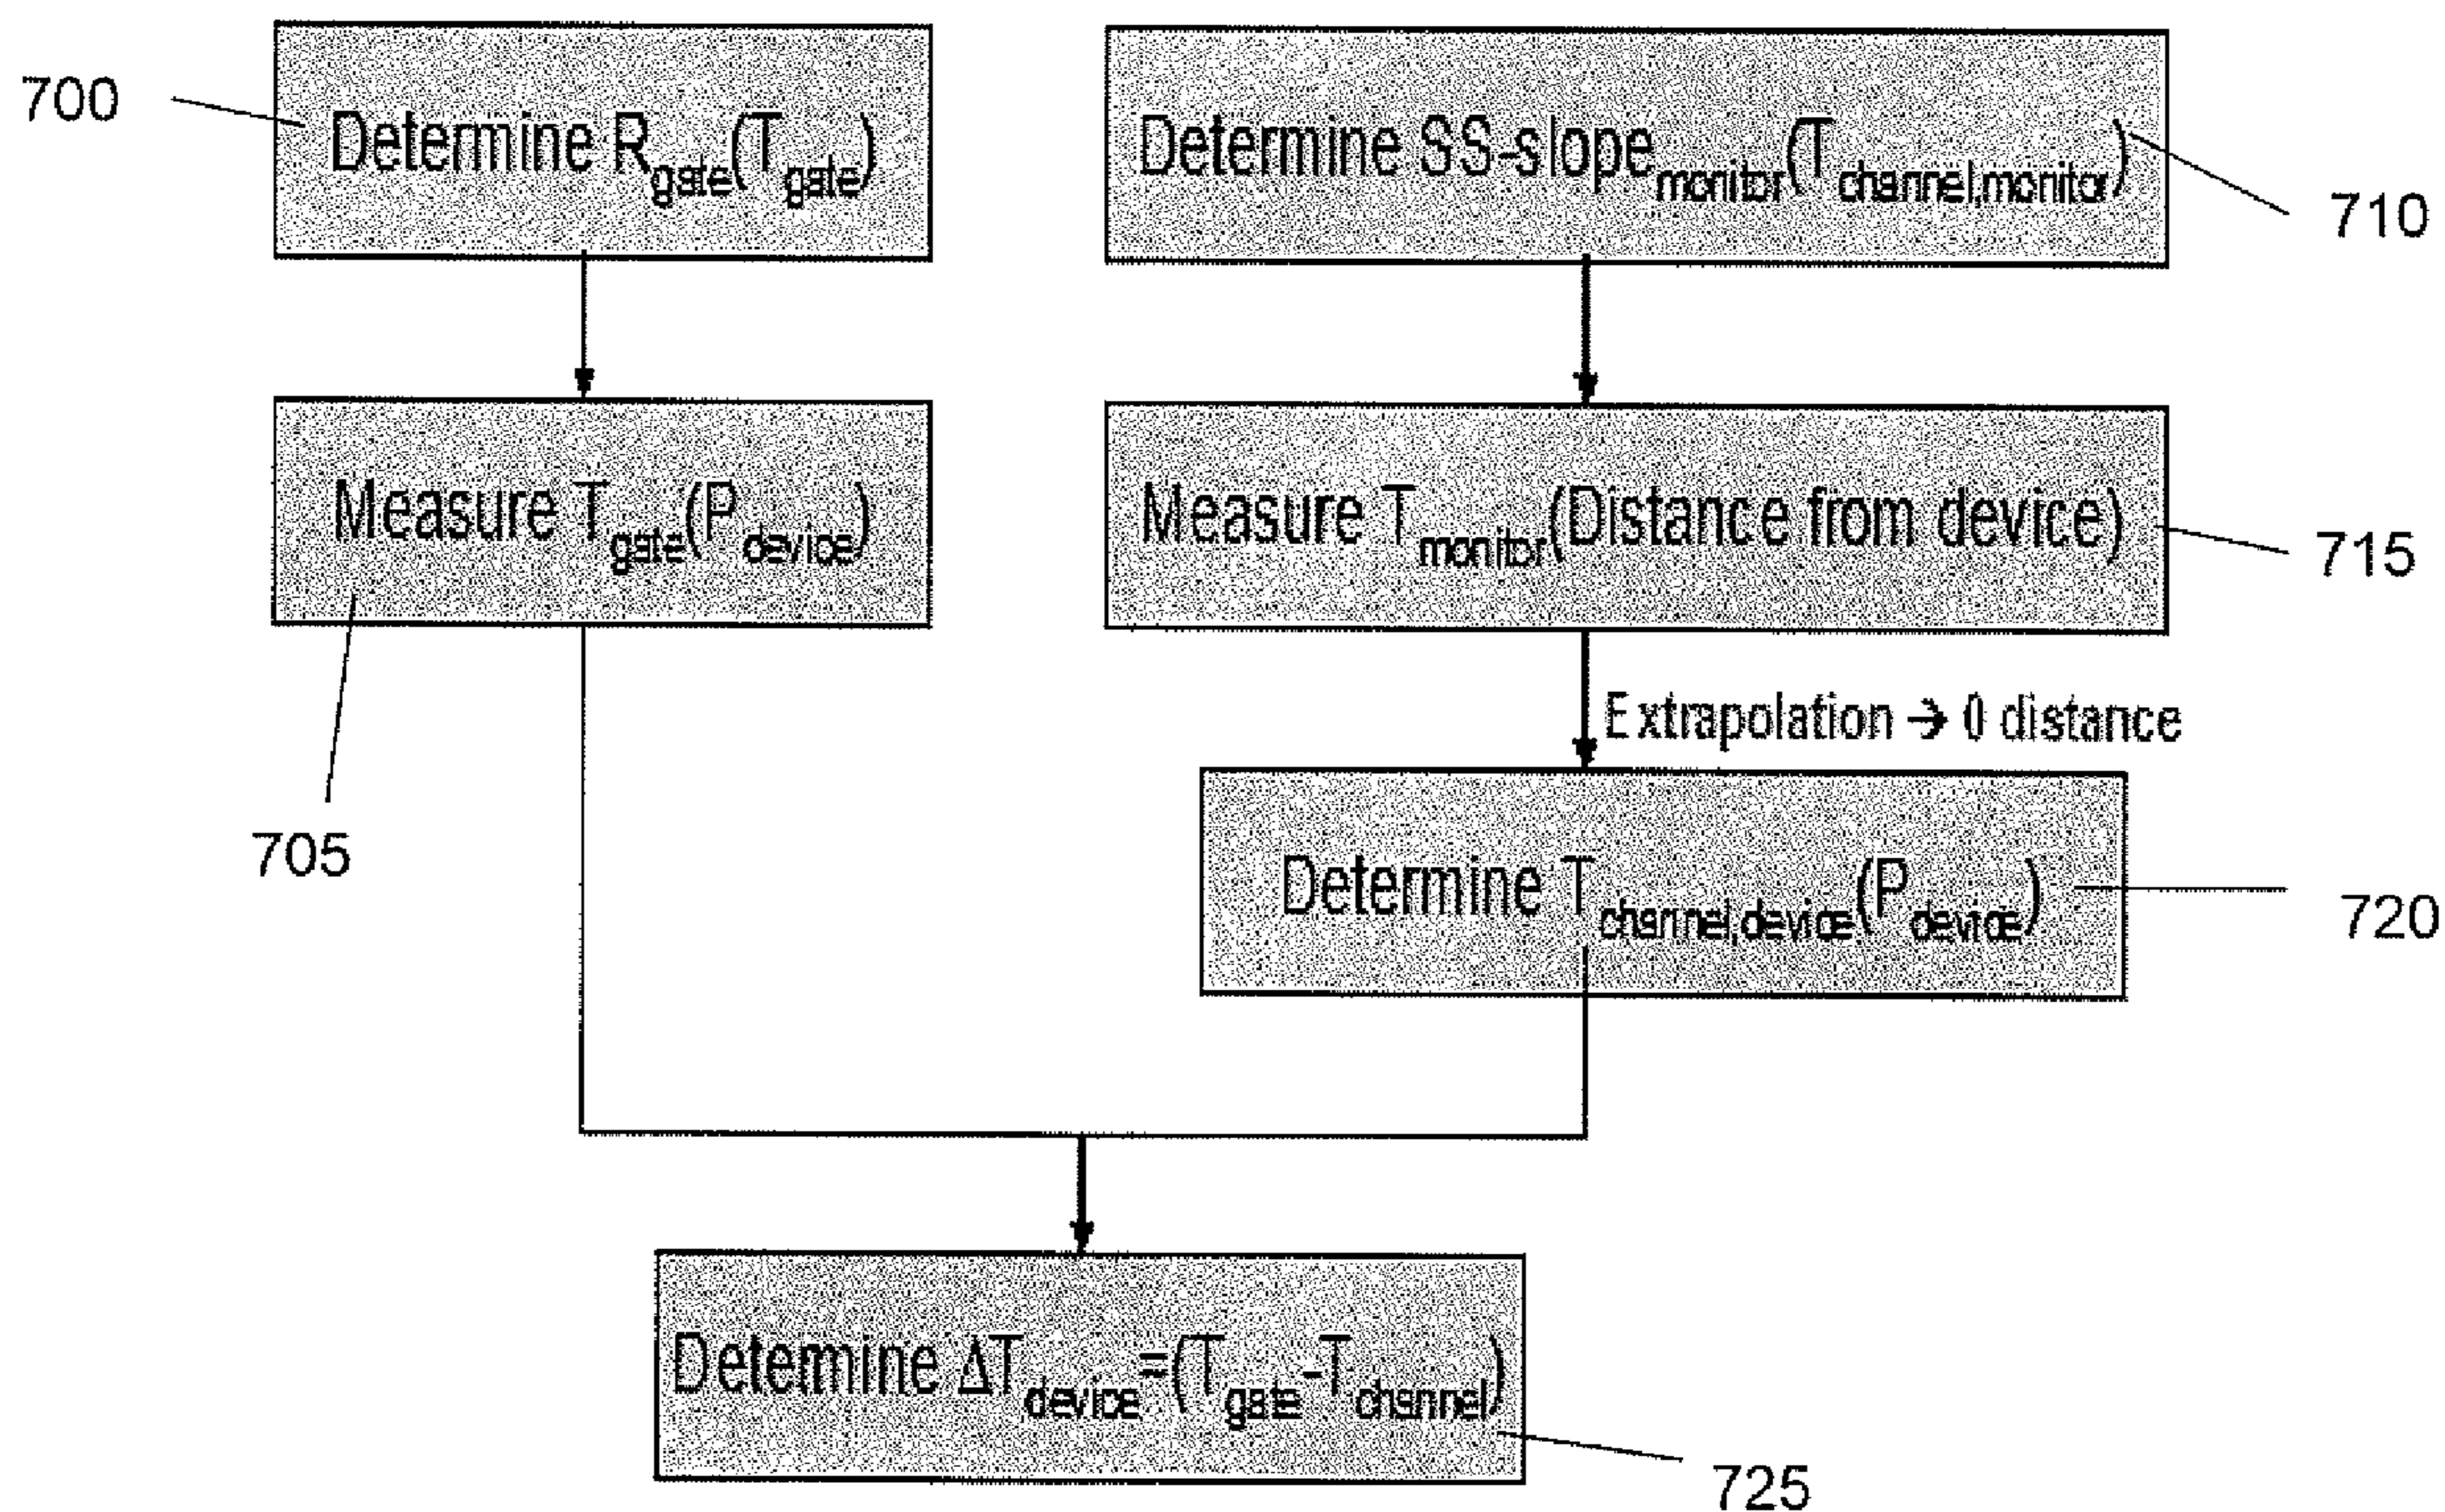 700
Determine R_gate(T_gate)
Determine SS-slope_monitor(T_channel,monitor)
710
Measure T_gate(P_device)
705
Measure T_monitor(Distance from device)
715
Extrapolation → 0 distance
Determine T_channel,device(P_device)
720
Determine ΔT_device=(T_gate-T_channel)
725